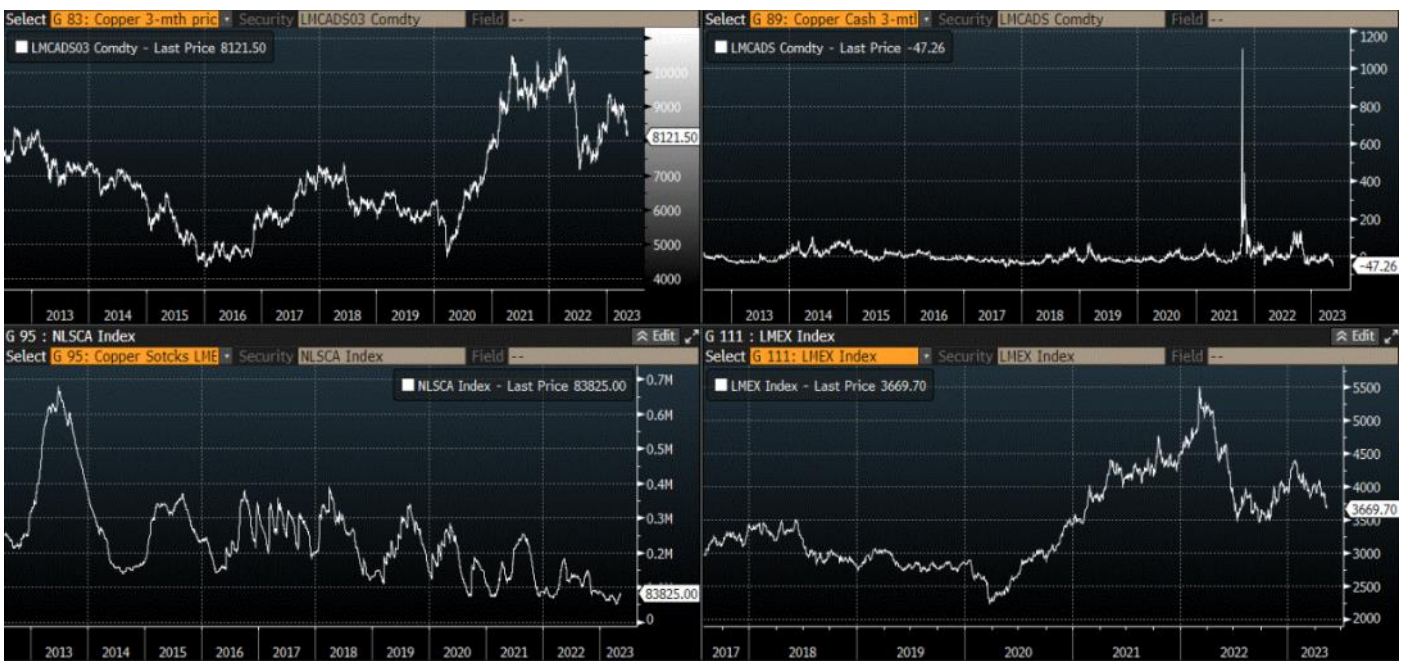 Select G 83: Copper 3-mth pric Security LMCADS03 Comdty Field --
LMCADS03 Comdty - Last Price 8121.50
10000
9000
8121.50
7000
6000
5000
4000
2013 2014 2015 2016 2017 2018 2019 2020 2021 2022 2023
Select G 89: Copper Cash 3-mtl Security LMCADS Comdty Field --
LMCADS Comdty - Last Price -47.26
1200
1000
800
600
400
200
0
-47.26
2013 2014 2015 2016 2017 2018 2019 2020 2021 2022 2023
G 95 : NLSCA Index Edit
Select G 95: Copper Sotcks LME Security NLSCA Index Field --
NLSCA Index - Last Price 83825.00
0.7M
0.6M
0.5M
0.4M
0.3M
0.2M
83825.00
0
2013 2014 2015 2016 2017 2018 2019 2020 2021 2022 2023
G 111 : LMEX Index Edit
Select G 111: LMEX Index Security LMEX Index Field --
LMEX Index - Last Price 3669.70
5500
5000
4500
4000
3669.70
3500
3000
2500
2000
2017 2018 2019 2020 2021 2022 2023